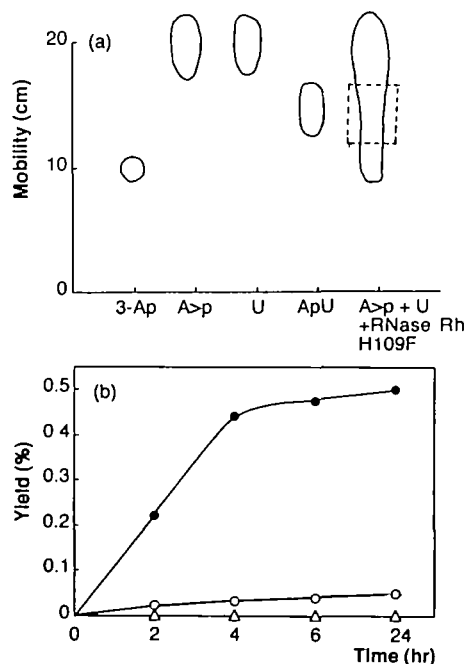 (a)
20
10
0
Mobility (cm)
3-Ap A>p U ApU A>p + U
+RNase Rh
H109F
(b)
0.5
0.4
0.3
0.2
0.1
0
Yield (%)
0 2 4 6 24
Time (hr)